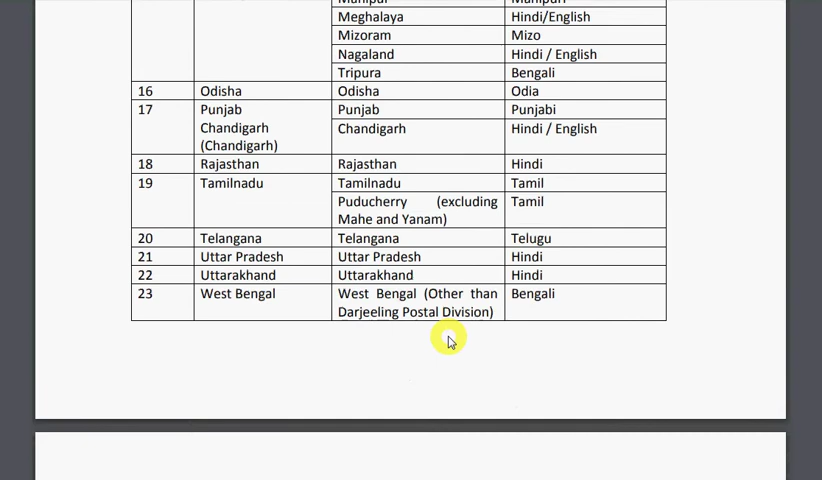 Manipur Manipuri
Meghalaya Hindi/English
Mizoram Mizo
Nagaland Hindi / English
Tripura Bengali
16 Odisha Odisha Odia
17 Punjab Punjab Punjabi
Chandigarh Chandigarh Hindi / English
(Chandigarh)
18 Rajasthan Rajasthan Hindi
19 Tamilnadu Tamilnadu Tamil
Puducherry (excluding Tamil
Mahe and Yanam)
20 Telangana Telangana Telugu
21 Uttar Pradesh Uttar Pradesh Hindi
22 Uttarakhand Uttarakhand Hindi
23 West Bengal West Bengal (Other than Bengali
Darjeeling Postal Division)